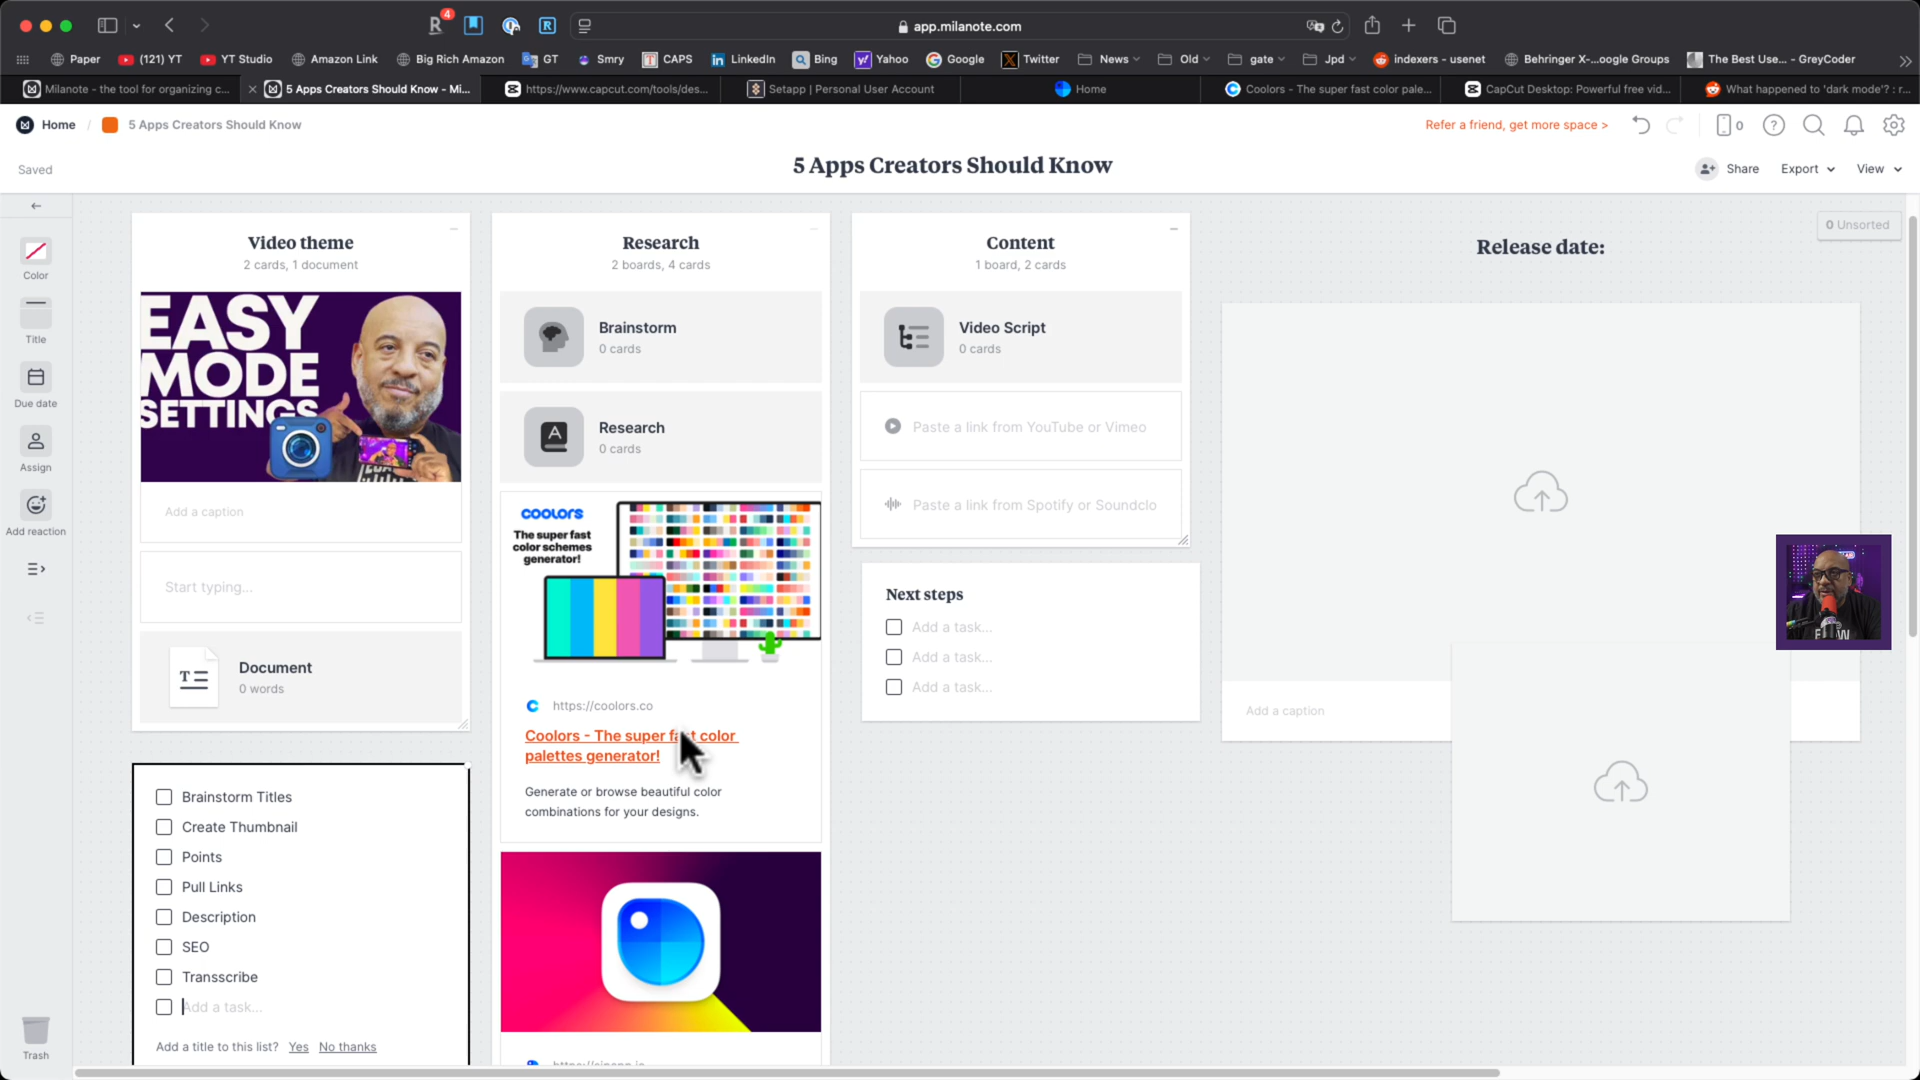 4
R
app.milanote.com
Paper
(121) YT
YT Studio
Amazon Link
Big Rich Amazon
GT
Smry
CAPS
LinkedIn
Bing
Yahoo
Google
Twitter
News
Old
gate
Jpd
indexers - usenet
Behringer X-...oogle Groups
The Best Use... - GreyCoder
Milanote - the tool for organizing c...
5 Apps Creators Should Know - Mi...
https://www.capcut.com/tools/des...
Setapp | Personal User Account
Home
Coolors - The super fast color pale...
CapCut Desktop: Powerful free vid...
What happened to 'dark mode'? : r...
Home / 5 Apps Creators Should Know
Refer a friend, get more space >
0
Saved
5 Apps Creators Should Know
Share
Export
View
Color
Title
Due date
Assign
Add reaction
Trash
Video theme
2 cards, 1 document
EASY
MODE
SETTINGS
Add a caption
Start typing...
Document
0 words
Brainstorm Titles
Create Thumbnail
Points
Pull Links
Description
SEO
Transscribe
Add a task...
Add a title to this list? Yes No thanks
Research
2 boards, 4 cards
Brainstorm
0 cards
Research
0 cards
coolors
The super fast
color schemes
generator!
https://coolors.co
Coolors - The super fast color
palettes generator!
Generate or browse beautiful color
combinations for your designs.
Content
1 board, 2 cards
Video Script
0 cards
Paste a link from YouTube or Vimeo
Paste a link from Spotify or Soundclo
Next steps
Add a task...
Add a task...
Add a task...
0 Unsorted
Release date:
Add a caption